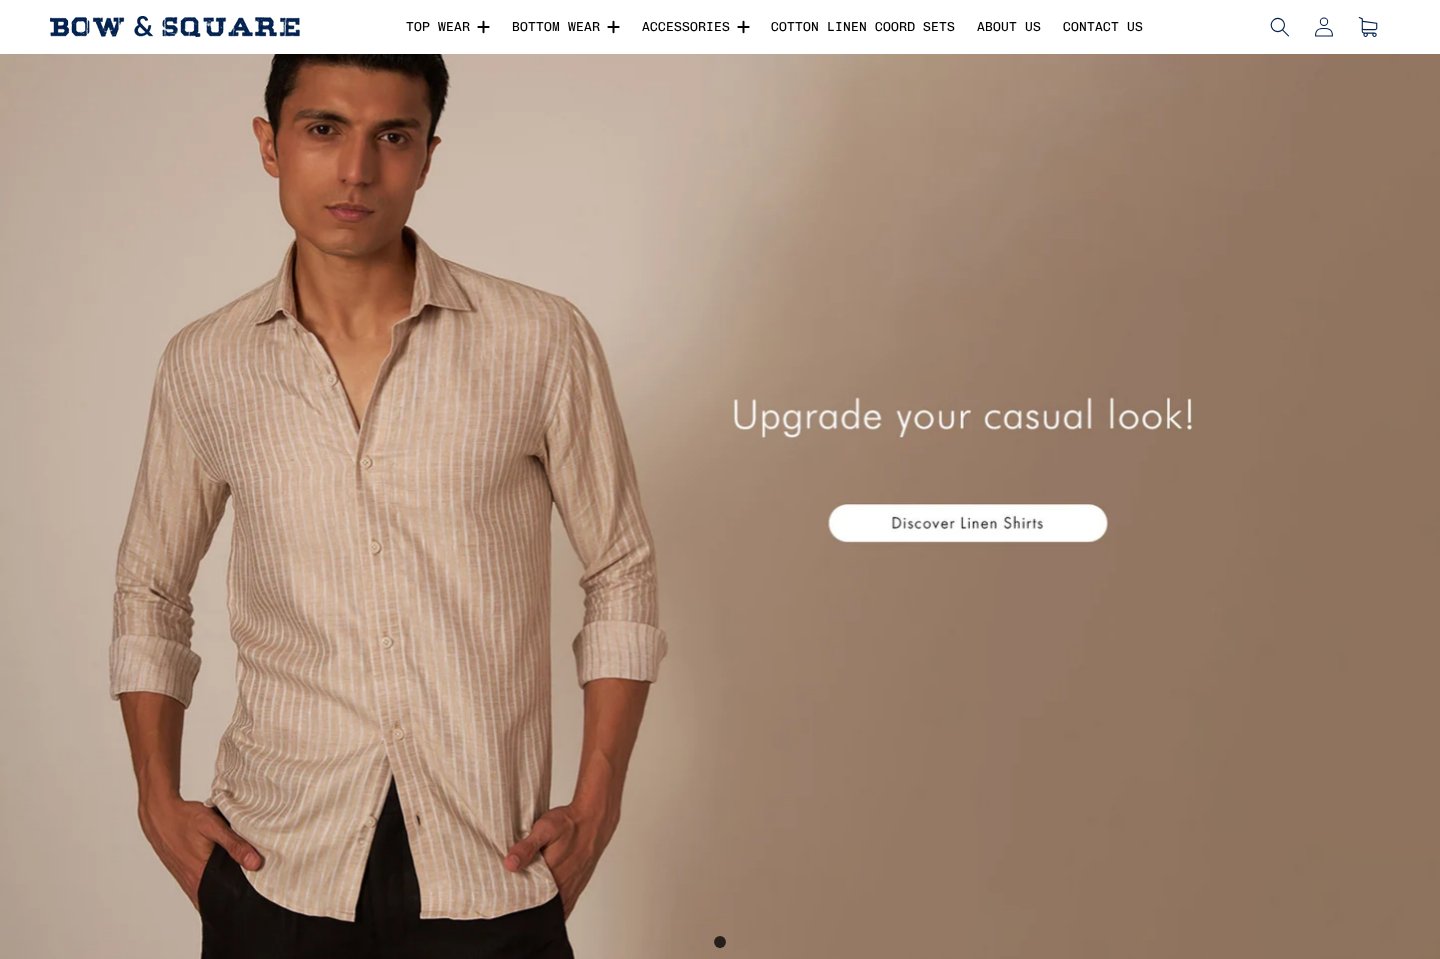 BOW & SQUARE
TOP WEAR
BOTTOM WEAR
ACCESSORIES
COTTON LINEN COORD SETS
ABOUT US
CONTACT US
Upgrade your casual look!
Discover Linen Shirts